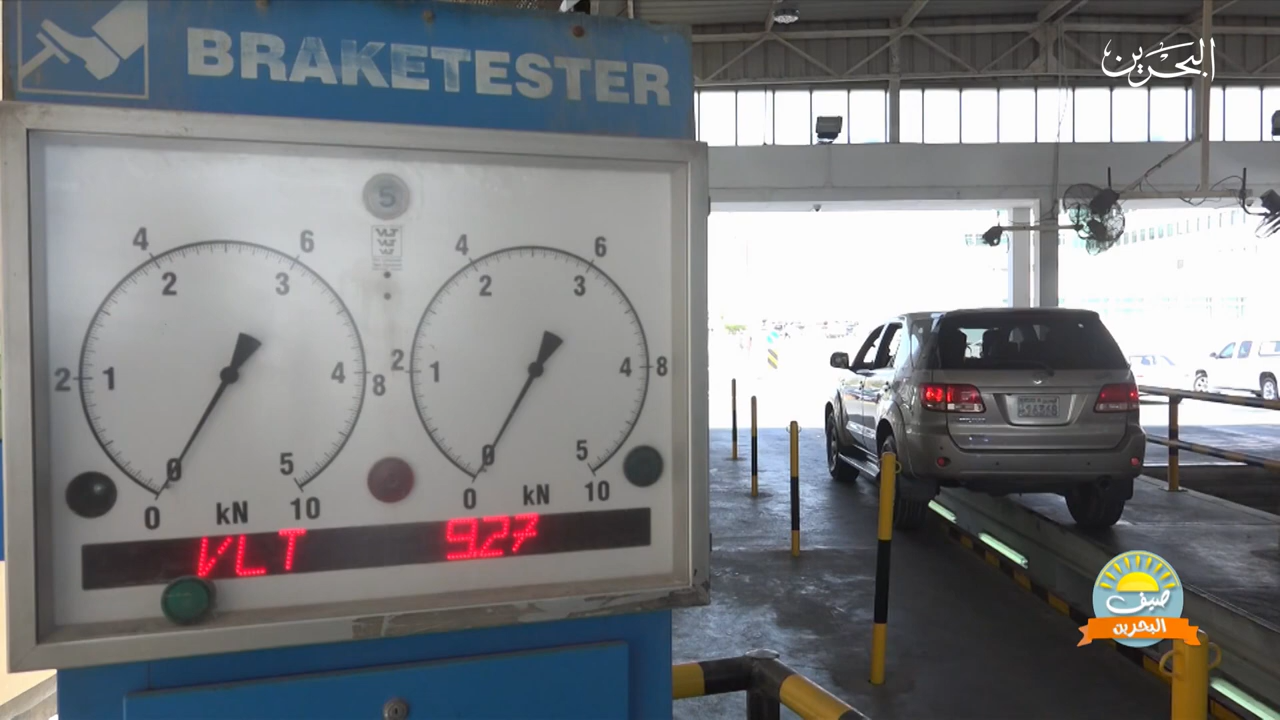 BRAKETESTER
البحرين
5
4 6 4 6
2 3 2 3
2 1 4 8 2 1 4 8
0 5 0 5
0 kN 10 0 kN 10
VLT 927
صيف
البحرين